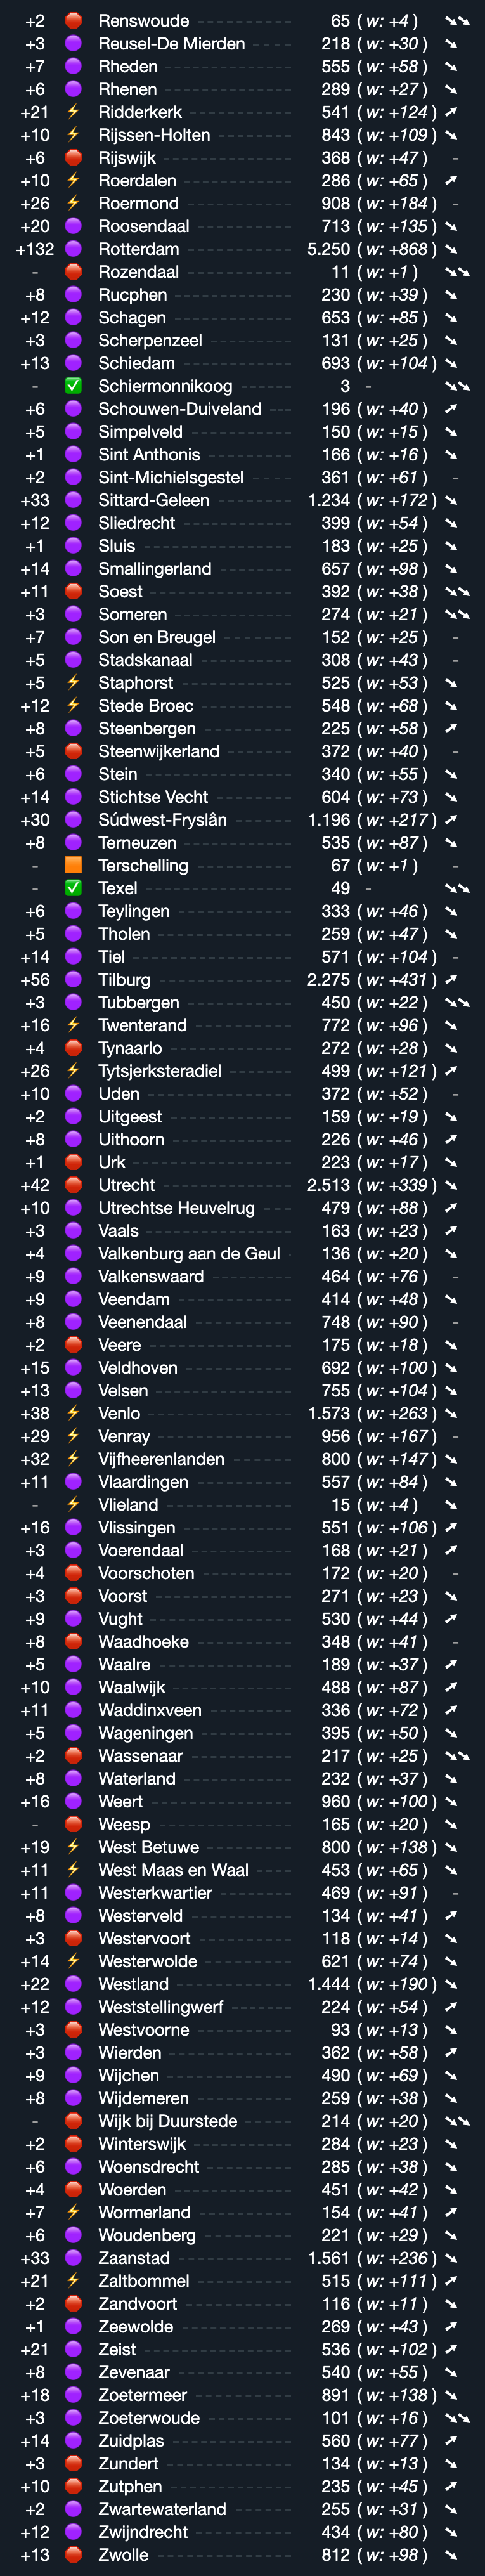 +2 🛑 Renswoude 65 ( w: +4 ) ↘↘
+3 🟣 Reusel-De Mierden 218 ( w: +30 ) ↘
+7 🟣 Rheden 555 ( w: +58 ) ↘
+6 🟣 Rhenen 289 ( w: +27 ) ↘
+21 ⚡ Ridderkerk 541 ( w: +124 ) ↗
+10 ⚡ Rijssen-Holten 843 ( w: +109 ) ↘
+6 🛑 Rijswijk 368 ( w: +47 ) -
+10 ⚡ Roerdalen 286 ( w: +65 ) ↗
+26 ⚡ Roermond 908 ( w: +184 ) -
+20 🟣 Roosendaal 713 ( w: +135 ) ↘
+132 🟣 Rotterdam 5.250 ( w: +868 ) ↘
- 🛑 Rozendaal 11 ( w: +1 ) ↘↘
+8 🟣 Rucphen 230 ( w: +39 ) ↘
+12 🟣 Schagen 653 ( w: +85 ) ↘
+3 🟣 Scherpenzeel 131 ( w: +25 ) ↘
+13 🟣 Schiedam 693 ( w: +104 ) ↘
- ✅ Schiermonnikoog 3 - ↘↘
+6 🟣 Schouwen-Duiveland 196 ( w: +40 ) ↗
+5 🟣 Simpelveld 150 ( w: +15 ) ↘
+1 🟣 Sint Anthonis 166 ( w: +16 ) ↘
+2 🟣 Sint-Michielsgestel 361 ( w: +61 ) -
+33 🟣 Sittard-Geleen 1.234 ( w: +172 ) ↘
+12 🟣 Sliedrecht 399 ( w: +54 ) ↘
+1 🟣 Sluis 183 ( w: +25 ) ↘
+14 🟣 Smallingerland 657 ( w: +98 ) ↘
+11 🛑 Soest 392 ( w: +38 ) ↘↘
+3 🟣 Someren 274 ( w: +21 ) ↘↘
+7 🟣 Son en Breugel 152 ( w: +25 ) -
+5 🟣 Stadskanaal 308 ( w: +43 ) -
+5 ⚡ Staphorst 525 ( w: +53 ) ↘
+12 ⚡ Stede Broec 548 ( w: +68 ) ↘
+8 🟣 Steenbergen 225 ( w: +58 ) ↗
+5 🛑 Steenwijkerland 372 ( w: +40 ) -
+6 🟣 Stein 340 ( w: +55 ) ↘
+14 🟣 Stichtse Vecht 604 ( w: +73 ) ↘
+30 🟣 Súdwest-Fryslân 1.196 ( w: +217 ) ↗
+8 🟣 Terneuzen 535 ( w: +87 ) ↘
- 🟧 Terschelling 67 ( w: +1 ) -
- ✅ Texel 49 - ↘↘
+6 🟣 Teylingen 333 ( w: +46 ) ↘
+5 🟣 Tholen 259 ( w: +47 ) ↘
+14 🟣 Tiel 571 ( w: +104 ) -
+56 🟣 Tilburg 2.275 ( w: +431 ) ↗
+3 🟣 Tubbergen 450 ( w: +22 ) ↘↘
+16 ⚡ Twenterand 772 ( w: +96 ) ↘
+4 🛑 Tynaarlo 272 ( w: +28 ) ↘
+26 ⚡ Tytsjerksteradiel 499 ( w: +121 ) ↗
+10 🟣 Uden 372 ( w: +52 ) -
+2 🟣 Uitgeest 159 ( w: +19 ) ↘
+8 🟣 Uithoorn 226 ( w: +46 ) ↗
+1 🛑 Urk 223 ( w: +17 ) ↘
+42 🛑 Utrecht 2.513 ( w: +339 ) ↘
+10 🟣 Utrechtse Heuvelrug 479 ( w: +88 ) ↗
+3 🟣 Vaals 163 ( w: +23 ) ↗
+4 🟣 Valkenburg aan de Geul 136 ( w: +20 ) ↘
+9 🟣 Valkenswaard 464 ( w: +76 ) -
+9 🟣 Veendam 414 ( w: +48 ) ↘
+8 🟣 Veenendaal 748 ( w: +90 ) -
+2 🛑 Veere 175 ( w: +18 ) ↘
+15 🟣 Veldhoven 692 ( w: +100 ) ↘
+13 🟣 Velsen 755 ( w: +104 ) ↘
+38 ⚡ Venlo 1.573 ( w: +263 ) ↘
+29 ⚡ Venray 956 ( w: +167 ) -
+32 ⚡ Vijfheerenlanden 800 ( w: +147 ) ↘
+11 🟣 Vlaardingen 557 ( w: +84 ) ↘
- ⚡ Vlieland 15 ( w: +4 ) ↘
+16 🟣 Vlissingen 551 ( w: +106 ) ↗
+3 🟣 Voerendaal 168 ( w: +21 ) ↗
+4 🛑 Voorschoten 172 ( w: +20 ) -
+3 🛑 Voorst 271 ( w: +23 ) ↘
+9 🟣 Vught 530 ( w: +44 ) ↗
+8 🛑 Waadhoeke 348 ( w: +41 ) -
+5 🟣 Waalre 189 ( w: +37 ) ↗
+10 🟣 Waalwijk 488 ( w: +87 ) ↗
+11 🟣 Waddinxveen 336 ( w: +72 ) ↗
+5 🟣 Wageningen 395 ( w: +50 ) ↘
+2 🛑 Wassenaar 217 ( w: +25 ) ↘↘
+8 🟣 Waterland 232 ( w: +37 ) ↘
+16 🟣 Weert 960 ( w: +100 ) ↘
- 🛑 Weesp 165 ( w: +20 ) ↘
+19 ⚡ West Betuwe 800 ( w: +138 ) ↘
+11 ⚡ West Maas en Waal 453 ( w: +65 ) ↘
+11 🟣 Westerkwartier 469 ( w: +91 ) -
+8 🟣 Westerveld 134 ( w: +41 ) ↗
+3 🛑 Westervoort 118 ( w: +14 ) ↘
+14 ⚡ Westerwolde 621 ( w: +74 ) ↘
+22 🟣 Westland 1.444 ( w: +190 ) ↘
+12 🟣 Weststellingwerf 224 ( w: +54 ) ↗
+3 🛑 Westvoorne 93 ( w: +13 ) ↘
+3 🟣 Wierden 362 ( w: +58 ) ↗
+9 🟣 Wijchen 490 ( w: +69 ) ↘
+8 🟣 Wijdemeren 259 ( w: +38 ) ↘
- 🛑 Wijk bij Duurstede 214 ( w: +20 ) ↘↘
+2 🛑 Winterswijk 284 ( w: +23 ) ↘
+6 🟣 Woensdrecht 285 ( w: +38 ) ↘
+4 🛑 Woerden 451 ( w: +42 ) ↘
+7 ⚡ Wormerland 154 ( w: +41 ) ↗
+6 🟣 Woudenberg 221 ( w: +29 ) ↘
+33 🟣 Zaanstad 1.561 ( w: +236 ) ↘
+21 ⚡ Zaltbommel 515 ( w: +111 ) ↗
+2 🛑 Zandvoort 116 ( w: +11 ) ↘
+1 🟣 Zeewolde 269 ( w: +43 ) ↗
+21 🟣 Zeist 536 ( w: +102 ) ↗
+8 🟣 Zevenaar 540 ( w: +55 ) ↘
+18 🟣 Zoetermeer 891 ( w: +138 ) ↘
+3 🟣 Zoeterwoude 101 ( w: +16 ) ↘↘
+14 🟣 Zuidplas 560 ( w: +77 ) ↗
+3 🛑 Zundert 134 ( w: +13 ) ↘
+10 🛑 Zutphen 235 ( w: +45 ) ↗
+2 🟣 Zwartewaterland 255 ( w: +31 ) ↘
+12 🟣 Zwijndrecht 434 ( w: +80 ) ↘
+13 🛑 Zwolle 812 ( w: +98 ) ↘